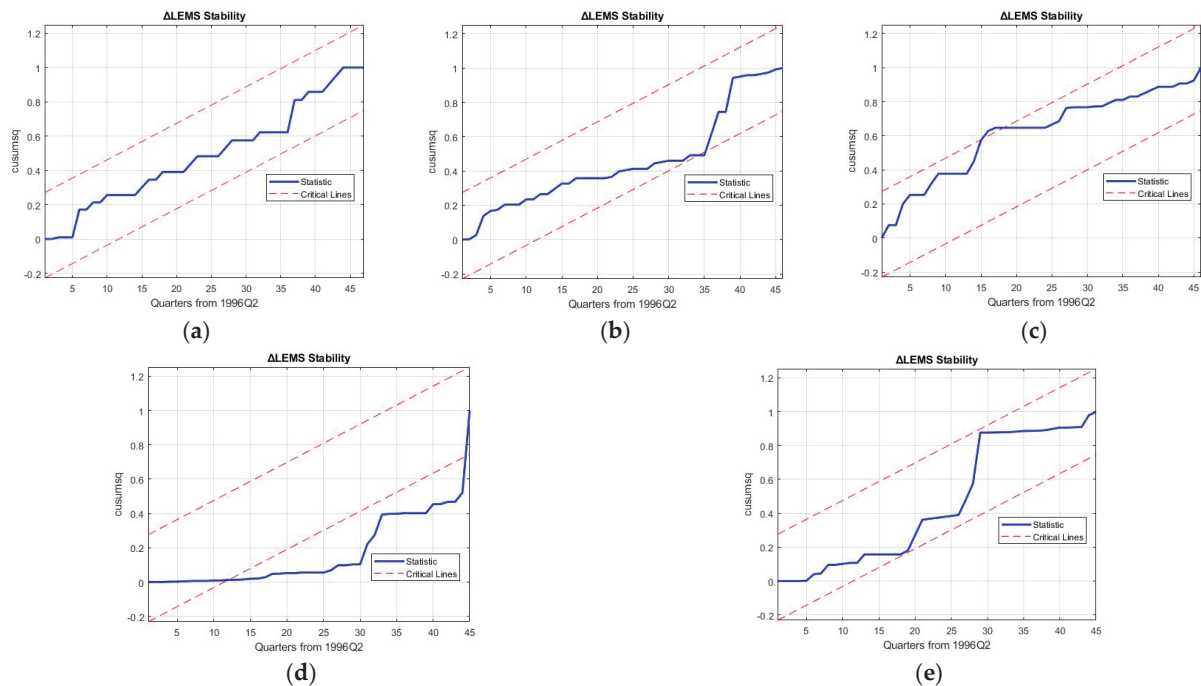 ΔLEMS Stability
1.2
1
0.8
0.6
0.4
0.2
0
-0.2
cusumsq
Statistic
Critical Lines
5 10 15 20 25 30 35 40 45
Quarters from 1996Q2
(a)
ΔLEMS Stability
1.2
1
0.8
0.6
0.4
0.2
0
-0.2
cusumsq
Statistic
Critical Lines
5 10 15 20 25 30 35 40 45
Quarters from 1996Q2
(b)
ΔLEMS Stability
1.2
1
0.8
0.6
0.4
0.2
0
-0.2
cusumsq
Statistic
Critical Lines
5 10 15 20 25 30 35 40 45
Quarters from 1996Q2
(c)
ΔLEMS Stability
1.2
1
0.8
0.6
0.4
0.2
0
-0.2
cusumsq
Statistic
Critical Lines
5 10 15 20 25 30 35 40 45
Quarters from 1996Q2
(d)
ΔLEMS Stability
1.2
1
0.8
0.6
0.4
0.2
0
-0.2
cusumsq
Statistic
Critical Lines
5 10 15 20 25 30 35 40 45
Quarters from 1996Q2
(e)